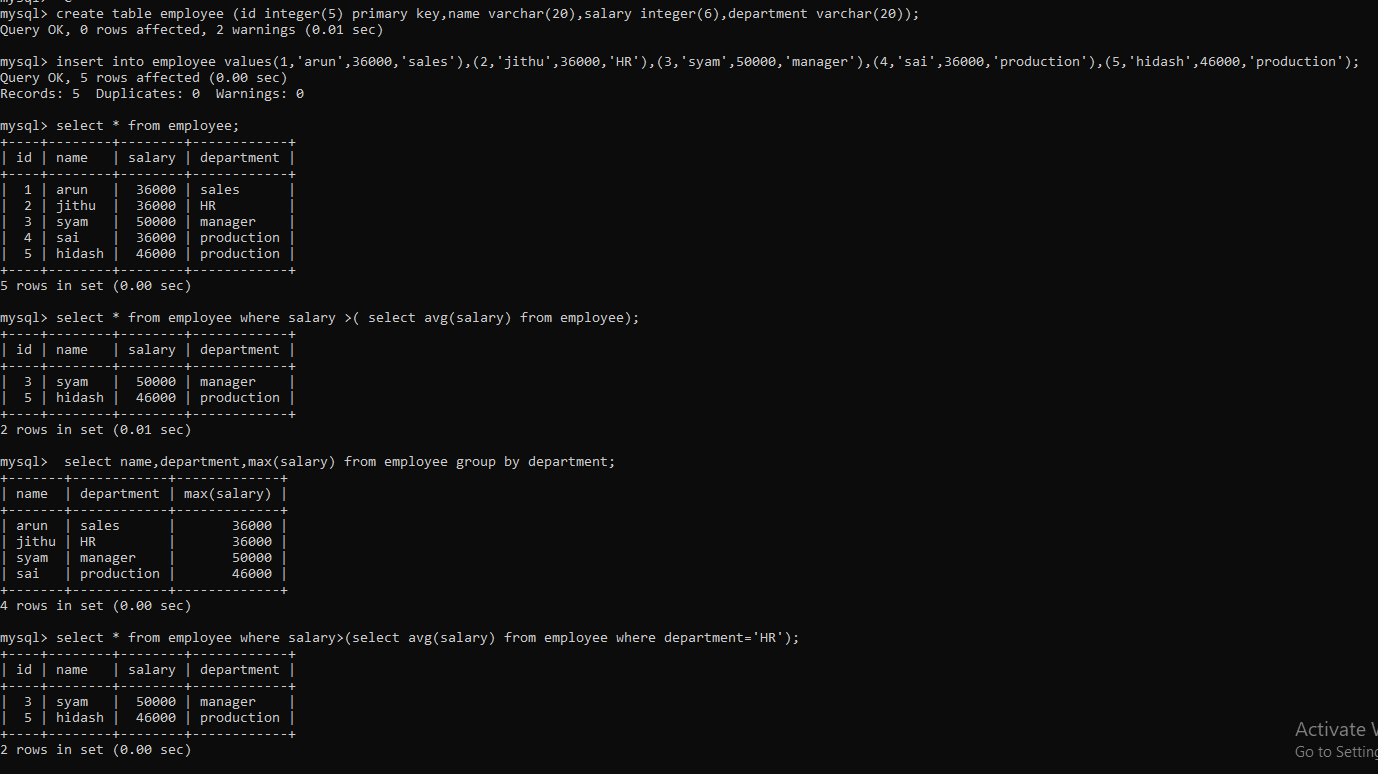 mysql> create table employee (id integer(5) primary key,name varchar(20),salary integer(6),department varchar(20));
Query OK, 0 rows affected, 2 warnings (0.01 sec)
mysql> insert into employee values(1,'arun',36000,'sales'),(2,'jithu',36000,'HR'),(3,'syam',50000,'manager'),(4,'sai',36000,'production'),(5,'hidash',46000,'production');
Query OK, 5 rows affected (0.00 sec)
Records: 5  Duplicates: 0  Warnings: 0
mysql> select * from employee;
+----+--------+--------+------------+
| id | name   | salary | department |
+----+--------+--------+------------+
|  1 | arun   |  36000 | sales      |
|  2 | jithu  |  36000 | HR         |
|  3 | syam   |  50000 | manager    |
|  4 | sai    |  36000 | production |
|  5 | hidash |  46000 | production |
+----+--------+--------+------------+
5 rows in set (0.00 sec)
mysql> select * from employee where salary >( select avg(salary) from employee);
+----+--------+--------+------------+
| id | name   | salary | department |
+----+--------+--------+------------+
|  3 | syam   |  50000 | manager    |
|  5 | hidash |  46000 | production |
+----+--------+--------+------------+
2 rows in set (0.01 sec)
mysql>  select name,department,max(salary) from employee group by department;
+-------+------------+-------------+
| name  | department | max(salary) |
+-------+------------+-------------+
| arun  | sales      |       36000 |
| jithu | HR         |       36000 |
| syam  | manager    |       50000 |
| sai   | production |       46000 |
+-------+------------+-------------+
4 rows in set (0.00 sec)
mysql> select * from employee where salary>(select avg(salary) from employee where department='HR');
+----+--------+--------+------------+
| id | name   | salary | department |
+----+--------+--------+------------+
|  3 | syam   |  50000 | manager    |
|  5 | hidash |  46000 | production |
+----+--------+--------+------------+
2 rows in set (0.00 sec)
Activate
Go to